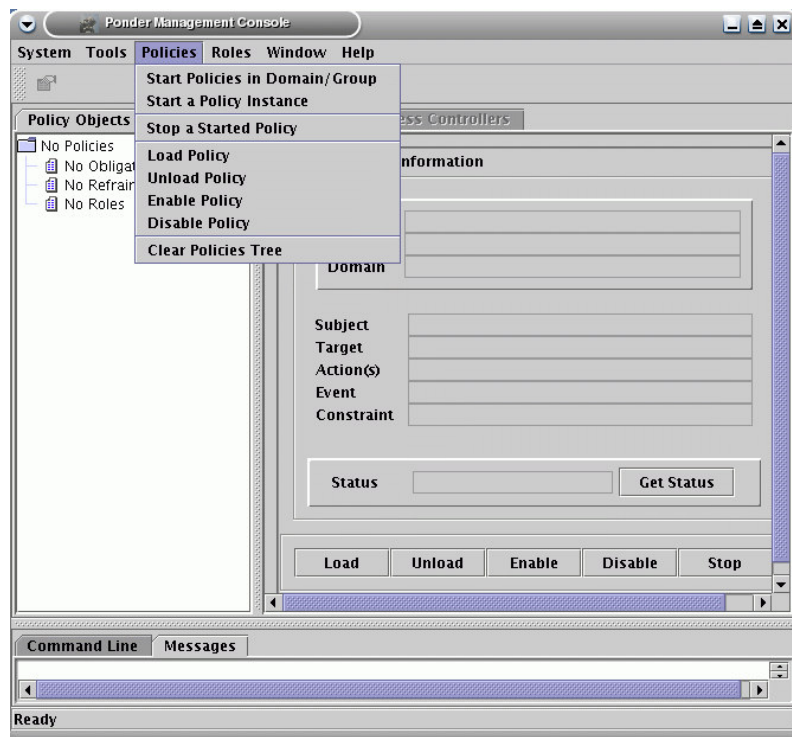 Ponder Management Console
System Tools Policies Roles Window Help
Start Policies in Domain/Group
Start a Policy Instance
Stop a Started Policy
Load Policy
Unload Policy
Enable Policy
Disable Policy
Clear Policies Tree
Policy Objects
Controllers
No Policies
No
No
No Roles
Domain
Subject
Target
Action(s)
Event
Constraint
Status
Get Status
Load Unload Enable Disable Stop
Command Line Messages
Ready